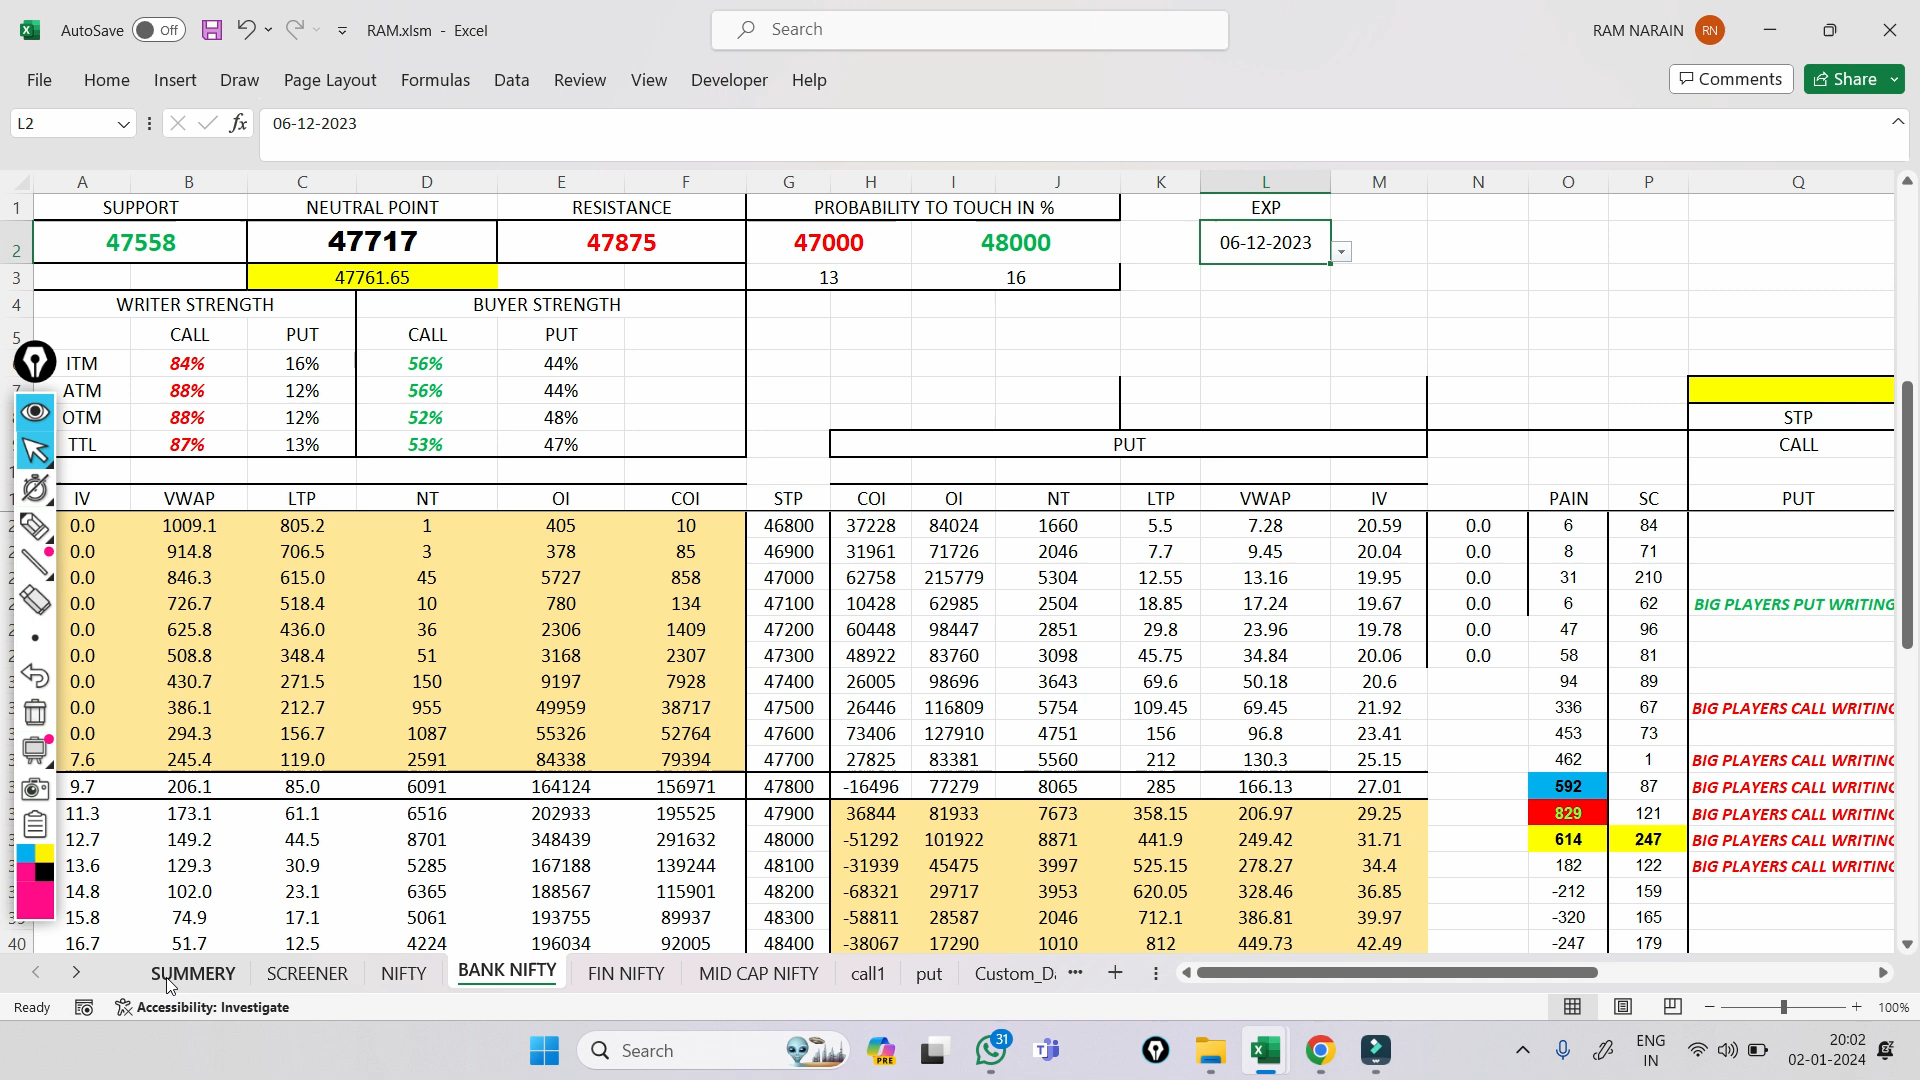 AutoSave Off RAM.xlsm - Excel Search RAM NARAIN RN
File Home Insert Draw Page Layout Formulas Data Review View Developer Help Comments Share
L2 fx 06-12-2023
A B C D E F G H I J K L M N O P Q
1 SUPPORT NEUTRAL POINT RESISTANCE PROBABILITY TO TOUCH IN % EXP
2 47558 47717 47875 47000 48000 06-12-2023
3 47761.65 13 16
4 WRITER STRENGTH BUYER STRENGTH
5 CALL PUT CALL PUT
ITM 84% 16% 56% 44%
ATM 88% 12% 56% 44%
OTM 88% 12% 52% 48% STP
TTL 87% 13% 53% 47% PUT CALL
IV VWAP LTP NT OI COI STP COI OI NT LTP VWAP IV PAIN SC PUT
0.0 1009.1 805.2 1 405 10 46800 37228 84024 1660 5.5 7.28 20.59 0.0 6 84
0.0 914.8 706.5 3 378 85 46900 31961 71726 2046 7.7 9.45 20.04 0.0 8 71
0.0 846.3 615.0 45 5727 858 47000 62758 215779 5304 12.55 13.16 19.95 0.0 31 210
0.0 726.7 518.4 10 780 134 47100 10428 62985 2504 18.85 17.24 19.67 0.0 6 62 BIG PLAYERS PUT WRITING
0.0 625.8 436.0 36 2306 1409 47200 60448 98447 2851 29.8 23.96 19.78 0.0 47 96
0.0 508.8 348.4 51 3168 2307 47300 48922 83760 3098 45.75 34.84 20.06 0.0 58 81
0.0 430.7 271.5 150 9197 7928 47400 26005 98696 3643 69.6 50.18 20.6 94 89
0.0 386.1 212.7 955 49959 38717 47500 26446 116809 5754 109.45 69.45 21.92 336 67 BIG PLAYERS CALL WRITING
0.0 294.3 156.7 1087 55326 52764 47600 73406 127910 4751 156 96.8 23.41 453 73
7.6 245.4 119.0 2591 84338 79394 47700 27825 83381 5560 212 130.3 25.15 462 1 BIG PLAYERS CALL WRITING
9.7 206.1 85.0 6091 164124 156971 47800 -16496 77279 8065 285 166.13 27.01 592 87 BIG PLAYERS CALL WRITING
11.3 173.1 61.1 6516 202933 195525 47900 36844 81933 7673 358.15 206.97 29.25 829 121 BIG PLAYERS CALL WRITING
12.7 149.2 44.5 8701 348439 291632 48000 -51292 101922 8871 441.9 249.42 31.71 614 247 BIG PLAYERS CALL WRITING
13.6 129.3 30.9 5285 167188 139244 48100 -31939 45475 3997 525.15 278.27 34.4 182 122 BIG PLAYERS CALL WRITING
14.8 102.0 23.1 6365 188567 115901 48200 -68321 29717 3953 620.05 328.46 36.85 -212 159
15.8 74.9 17.1 5061 193755 89937 48300 -58811 28587 2046 712.1 386.81 39.97 -320 165
40 16.7 51.7 12.5 4224 196034 92005 48400 -38067 17290 1010 812 449.73 42.49 -247 179
SUMMERY SCREENER NIFTY BANK NIFTY FIN NIFTY MID CAP NIFTY call1 put Custom_Da ...
Ready Accessibility: Investigate 100%
Search PRE 31 ENG IN 20:02 02-01-2024